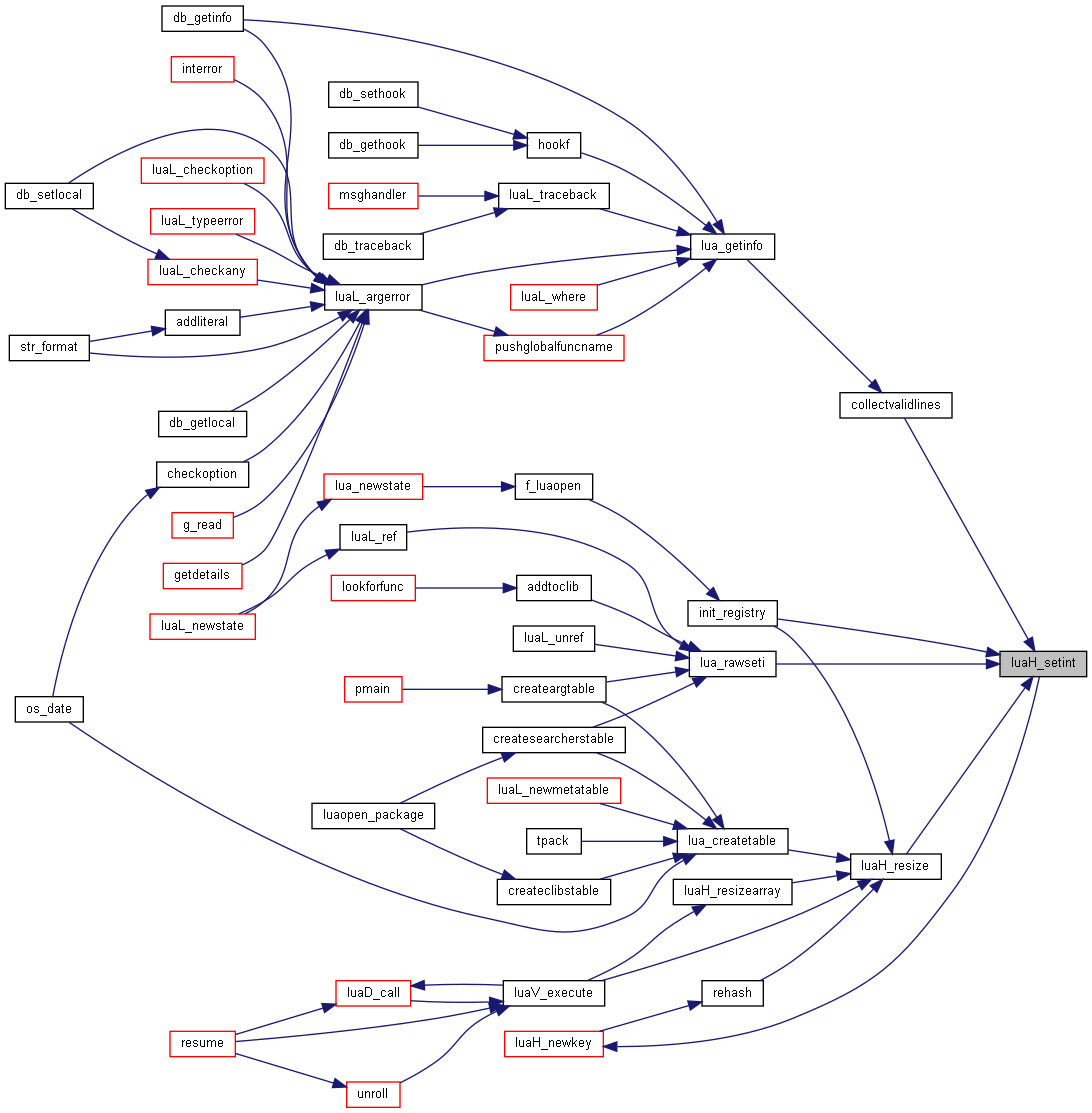 db_getinfo
interror
db_sethook
db_gethook
hookf
luaL_checkoption
db_setlocal
msghandler
luaL_traceback
luaL_typeerror
db_traceback
lua_getinfo
luaL_checkany
luaL_argerror
luaL_where
addliteral
str_format
pushglobalfuncname
collectvalidlines
db_getlocal
checkoption
lua_newstate
f_luaopen
g_read
luaL_ref
getdetails
lookforfunc
addtoclib
luaL_newstate
init_registry
luaL_unref
lua_rawseti
luaH_setint
pmain
createargtable
os_date
createsearcherstable
luaL_newmetatable
luaopen_package
tpack
lua_createtable
luaH_resize
createclibstable
luaH_resizearray
luaD_call
luaV_execute
rehash
resume
luaH_newkey
unroll